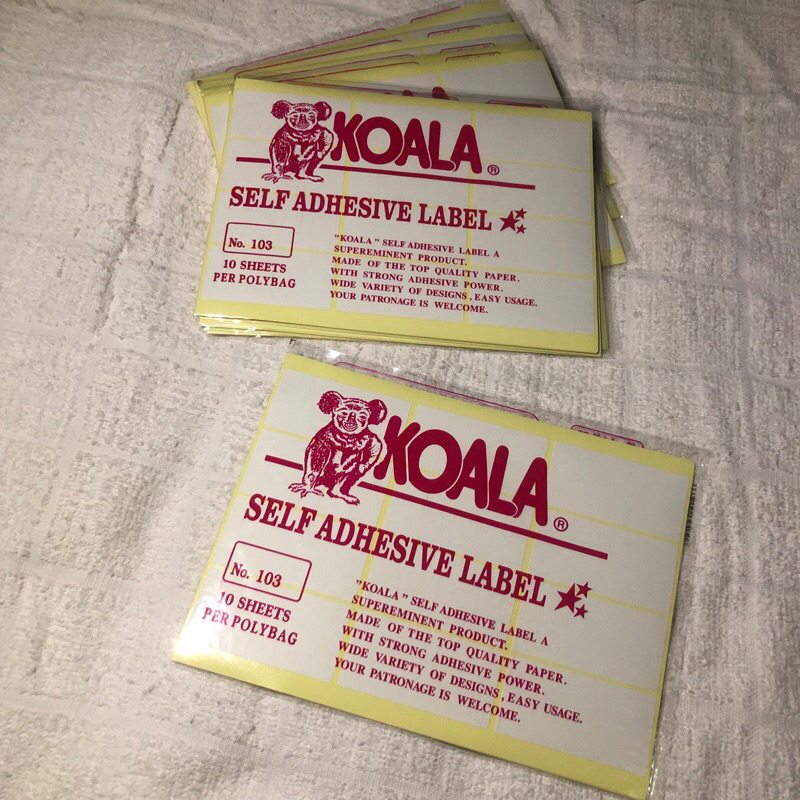 KOALA ®
SELF ADHESIVE LABEL
No. 103
10 SHEETS
PER POLYBAG
"KOALA" SELF ADHESIVE LABEL A
SUPEREMINENT PRODUCT.
MADE OF THE TOP QUALITY PAPER.
WITH STRONG ADHESIVE POWER.
WIDE VARIETY OF DESIGNS, EASY USAGE.
YOUR PATRONAGE IS WELCOME.
KOALA ®
SELF ADHESIVE LABEL
No. 103
10 SHEETS
PER POLYBAG
"KOALA" SELF ADHESIVE LABEL A
SUPEREMINENT PRODUCT.
MADE OF THE TOP QUALITY PAPER.
WITH STRONG ADHESIVE POWER.
WIDE VARIETY OF DESIGNS, EASY USAGE.
YOUR PATRONAGE IS WELCOME.